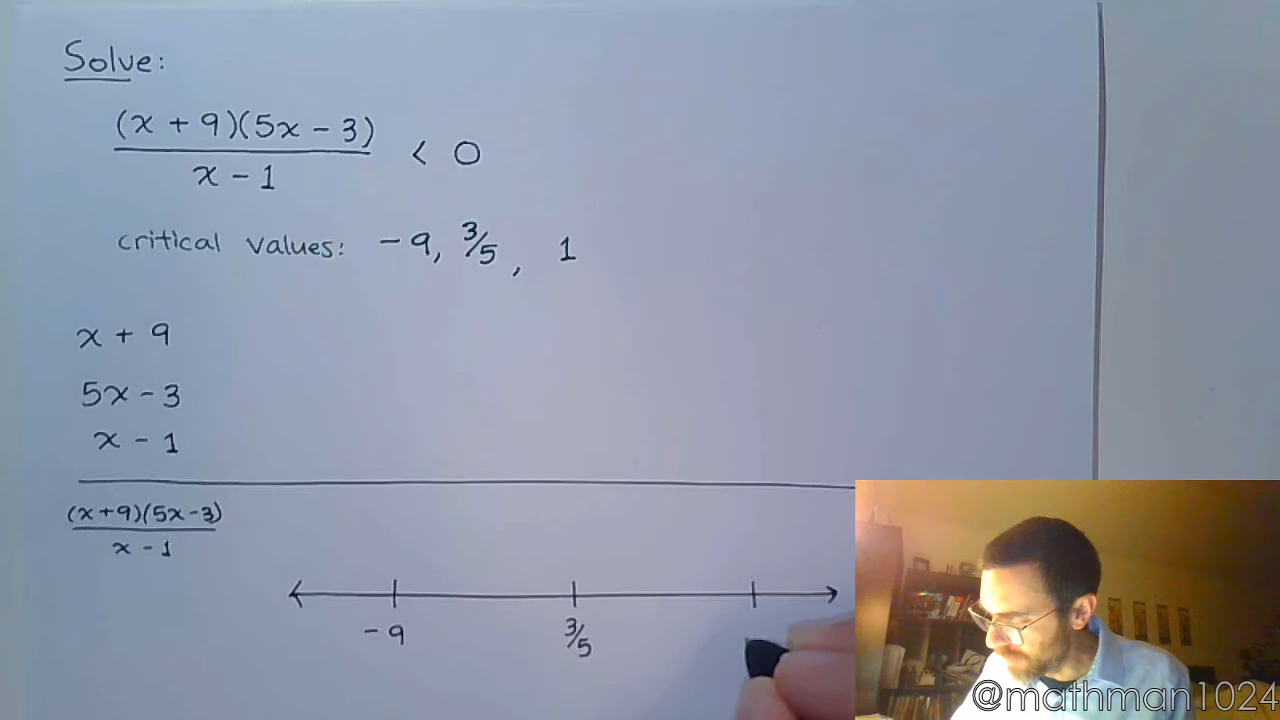 Solve:
(x + 9)(5x - 3)
x - 1
< 0
critical values: -9, 3/5, 1
x + 9
5x - 3
x - 1
(x+9)(5x-3)
x - 1
-9 3/5
@mathman1024